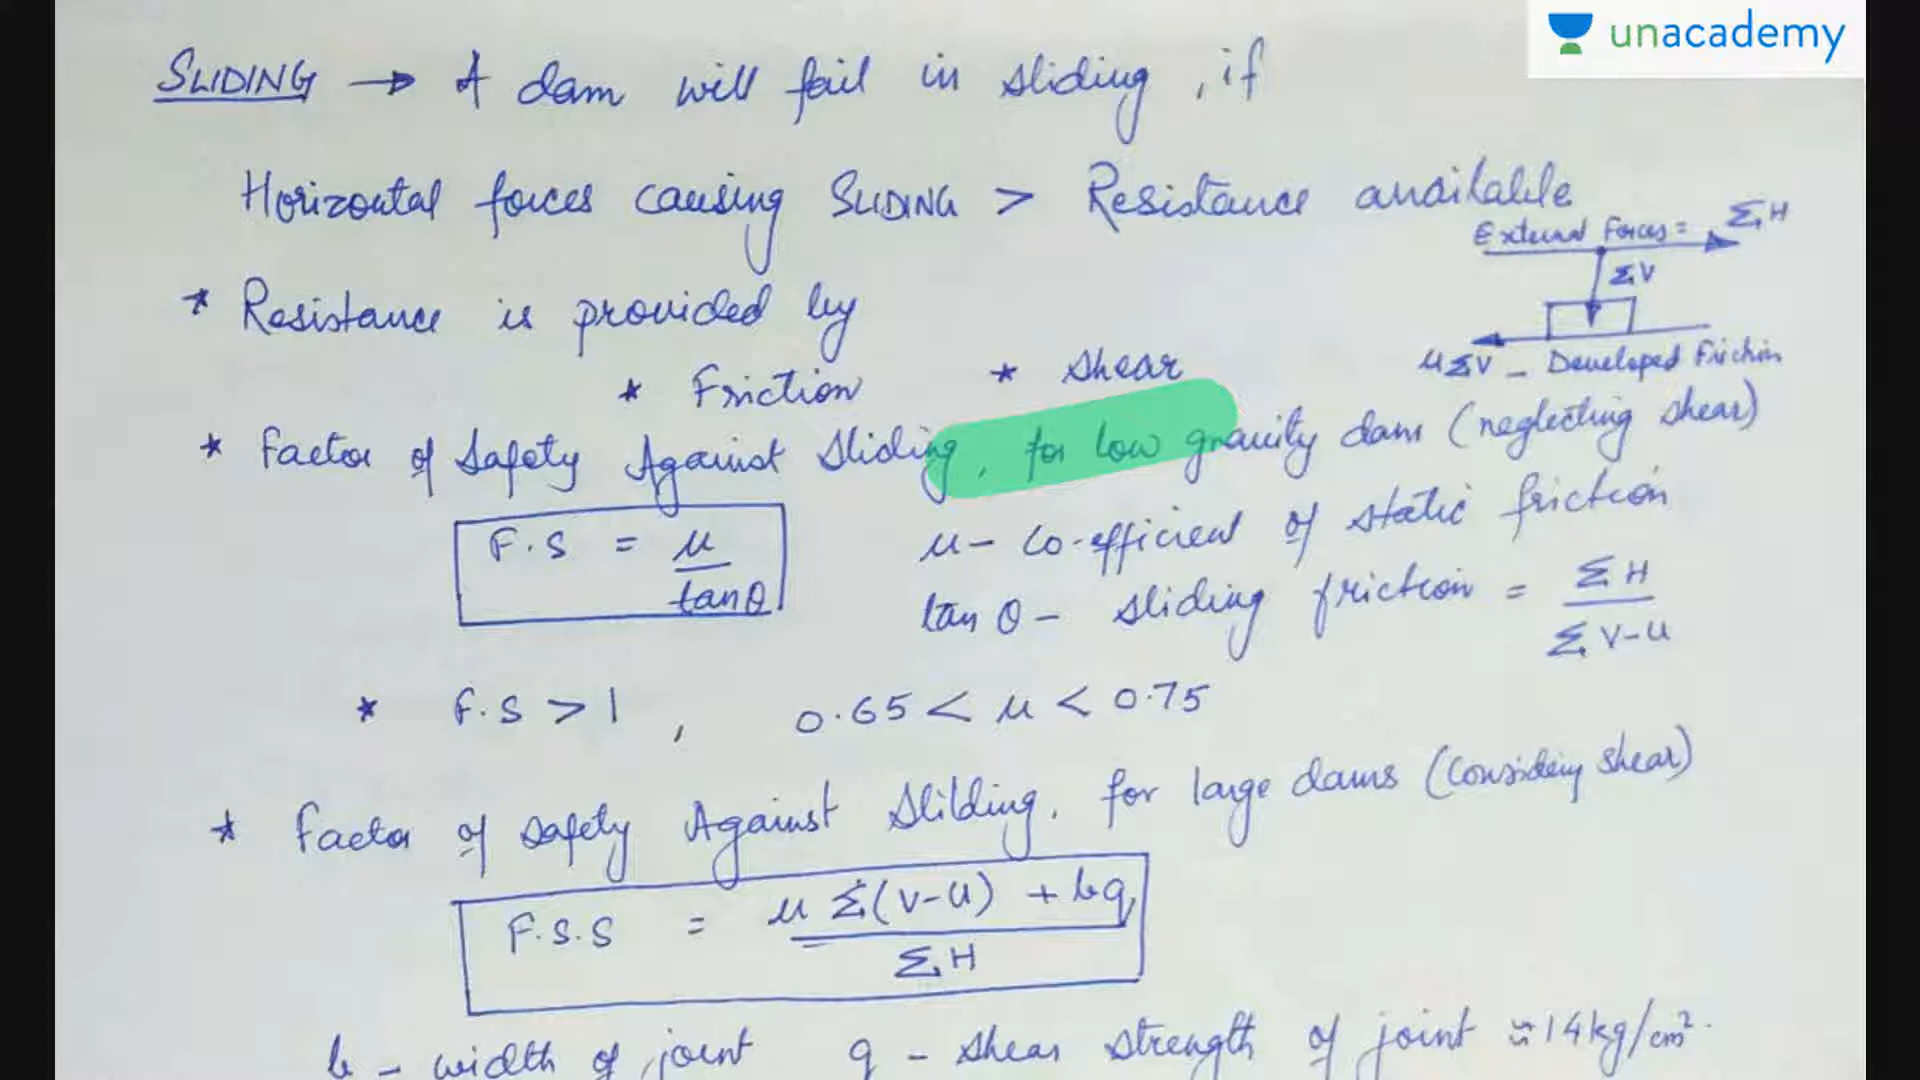 unacademy
SLIDING → A dam will fail in sliding, if
Horizontal forces causing SLIDING > Resistance available
External Forces = ΣH
ΣV
* Resistance is provided by
μΣV - Developed Friction
* Friction * Shear
* Factor of Safety Against Sliding, for low gravity dam (neglecting shear)
F.S = μ / tanθ
μ - Co-efficient of static friction
tan θ - sliding friction = ΣH / ΣV-U
* F.S > 1, 0.65 < μ < 0.75
* Factor of safety Against Slidding, for large dams (Considering shear)
F.S.S = μ Σ(V-U) + bq / ΣH
b - width of joint q - shear strength of joint ≈ 14kg/cm².